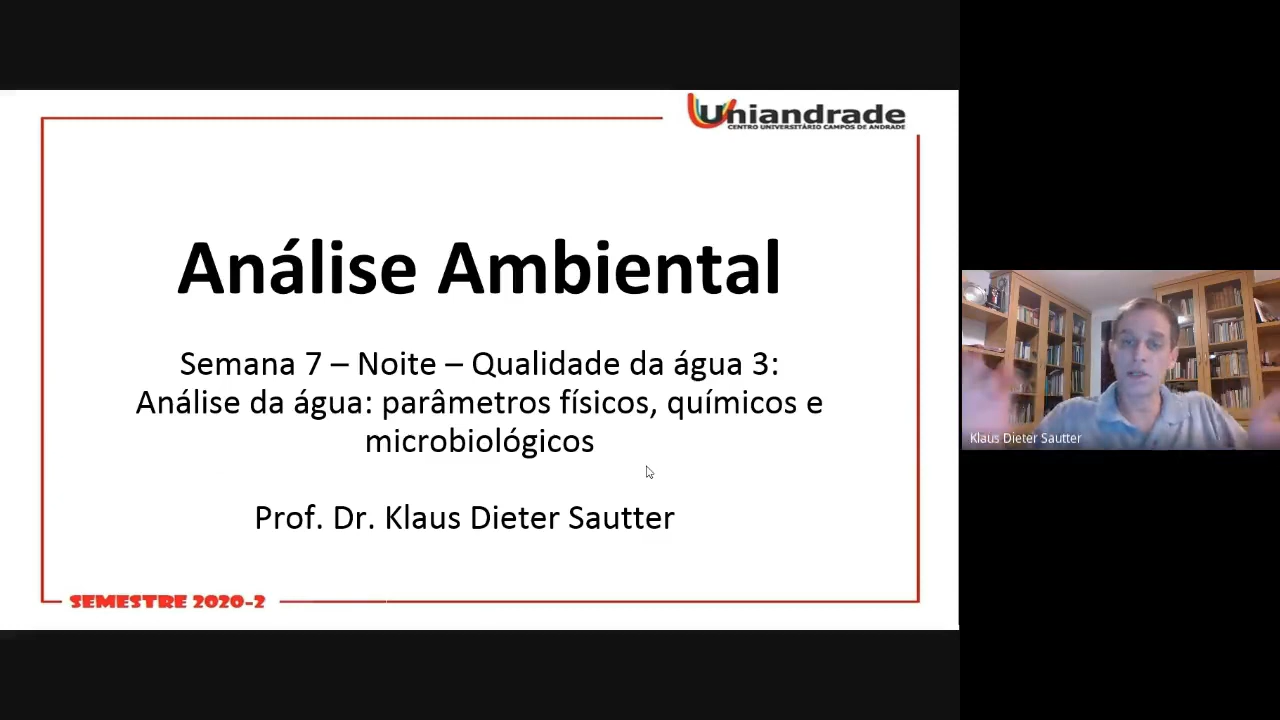 Uniandrade
CENTRO UNIVERSITÁRIO CAMPOS DE ANDRADE
Análise Ambiental
Semana 7 – Noite – Qualidade da água 3:
Análise da água: parâmetros físicos, químicos e
microbiológicos
Prof. Dr. Klaus Dieter Sautter
SEMESTRE 2020-2
Klaus Dieter Sautter